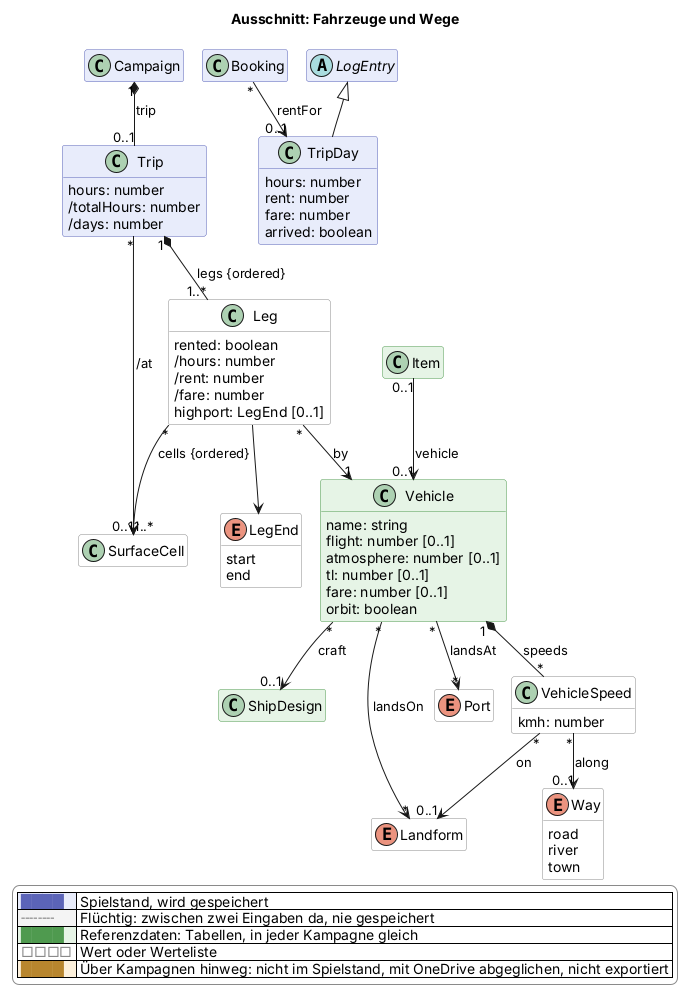 Ausschnitt: Fahrzeuge und Wege
C Campaign
C Booking
A LogEntry
1
trip
0..1
*
rentFor
0..1
C Trip
hours: number
/totalHours: number
/days: number
C TripDay
hours: number
rent: number
fare: number
arrived: boolean
*
1
legs {ordered}
1..*
/at
C Leg
rented: boolean
/hours: number
/rent: number
/fare: number
highport: LegEnd [0..1]
C Item
0..1
vehicle
0..1
*
cells {ordered}
*
by
1
0..1
1..*
C SurfaceCell
E LegEnd
start
end
C Vehicle
name: string
flight: number [0..1]
atmosphere: number [0..1]
tl: number [0..1]
fare: number [0..1]
orbit: boolean
*
craft
0..1
*
landsOn
*
*
landsAt
*
1
speeds
*
C ShipDesign
E Port
C VehicleSpeed
kmh: number
*
on
0..1
*
along
0..1
E Landform
E Way
road
river
town
Spielstand, wird gespeichert
Flüchtig: zwischen zwei Eingaben da, nie gespeichert
Referenzdaten: Tabellen, in jeder Kampagne gleich
Wert oder Werteliste
Über Kampagnen hinweg: nicht im Spielstand, mit OneDrive abgeglichen, nicht exportiert